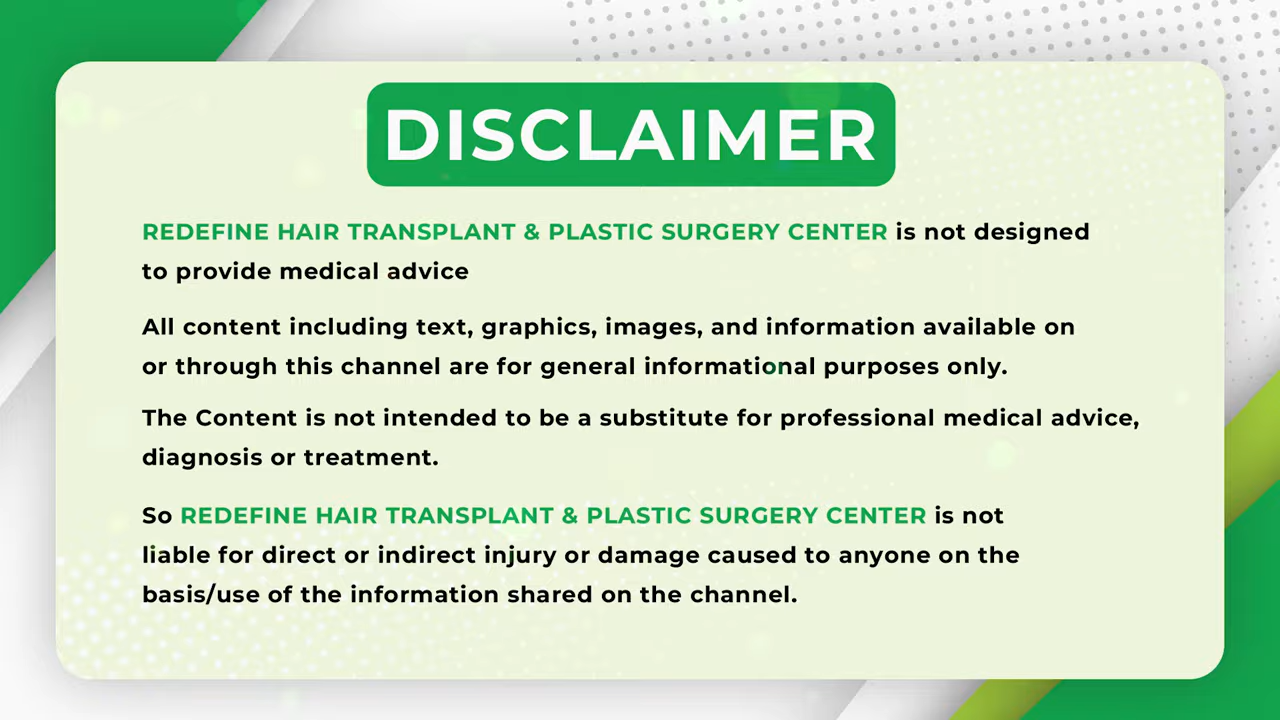 DISCLAIMER
REDEFINE HAIR TRANSPLANT & PLASTIC SURGERY CENTER is not designed
to provide medical advice
All content including text, graphics, images, and information available on
or through this channel are for general informational purposes only.
The Content is not intended to be a substitute for professional medical advice,
diagnosis or treatment.
So REDEFINE HAIR TRANSPLANT & PLASTIC SURGERY CENTER is not
liable for direct or indirect injury or damage caused to anyone on the
basis/use of the information shared on the channel.